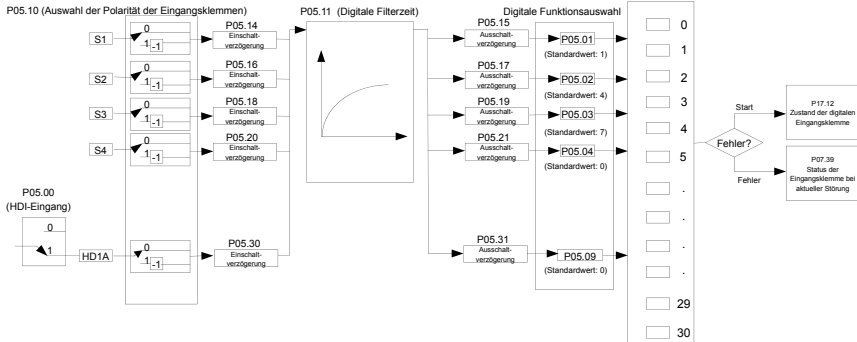 P05.10 (Auswahl der Polarität der Eingangsklemmen)
P05.11 (Digitale Filterzeit)
Digitale Funktionsauswahl
S1
0
1
-1
P05.14
Einschalt-
verzögerung
P05.15
Ausschalt-
verzögerung
P05.01
(Standardwert: 1)
S2
0
1
-1
P05.16
Einschalt-
verzögerung
P05.17
Ausschalt-
verzögerung
P05.02
(Standardwert: 4)
S3
0
1
-1
P05.18
Einschalt-
verzögerung
P05.19
Ausschalt-
verzögerung
P05.03
(Standardwert: 7)
S4
0
1
-1
P05.20
Einschalt-
verzögerung
P05.21
Ausschalt-
verzögerung
P05.04
(Standardwert: 0)
P05.00
(HDI-Eingang)
0
1
HD1A
0
1
-1
P05.30
Einschalt-
verzögerung
P05.31
Ausschalt-
verzögerung
P05.09
(Standardwert: 0)
0
1
2
3
4
5
.
.
.
.
29
30
Fehler?
Start
P17.12
Zustand der digitalen
Eingangsklemme
Fehler
P07.39
Status der
Eingangsklemme bei
aktueller Störung